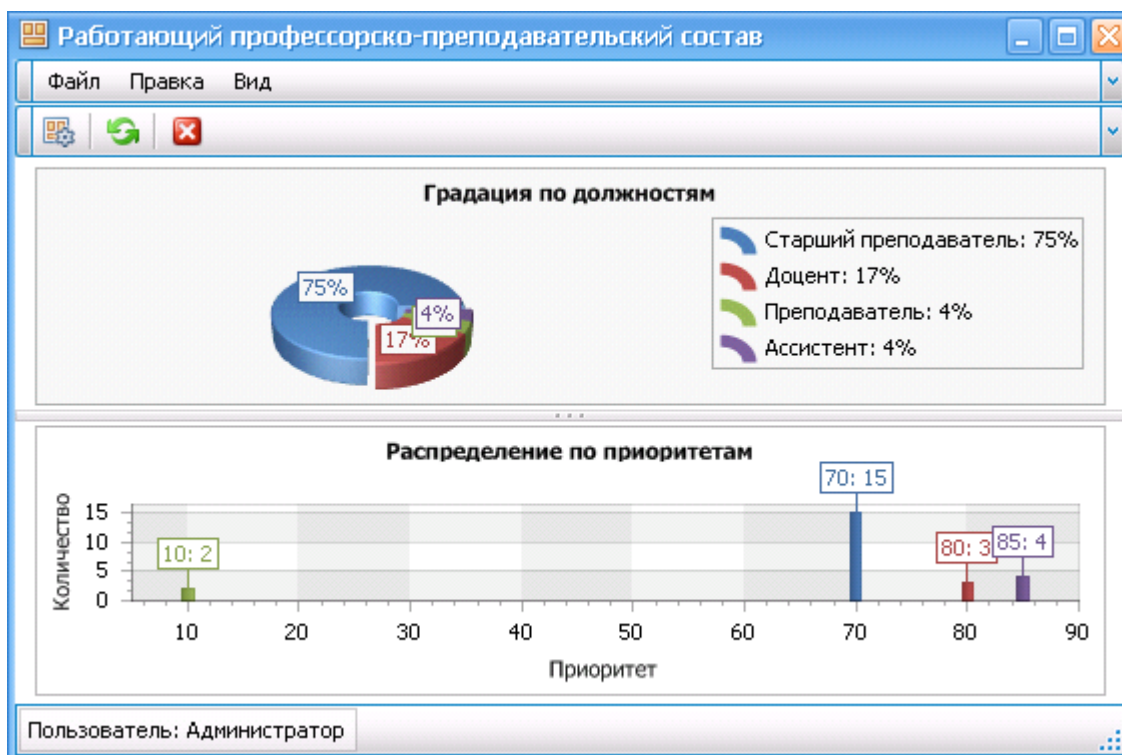 Работающий профессорско-преподавательский состав
Файл Правка Вид
Градация по должностям
75%
4%
17%
Старший преподаватель: 75%
Доцент: 17%
Преподаватель: 4%
Ассистент: 4%
Распределение по приоритетам
Количество
15
10
5
0
10: 2
70: 15
80: 3
85: 4
10 20 30 40 50 60 70 80 90
Приоритет
Пользователь: Администратор